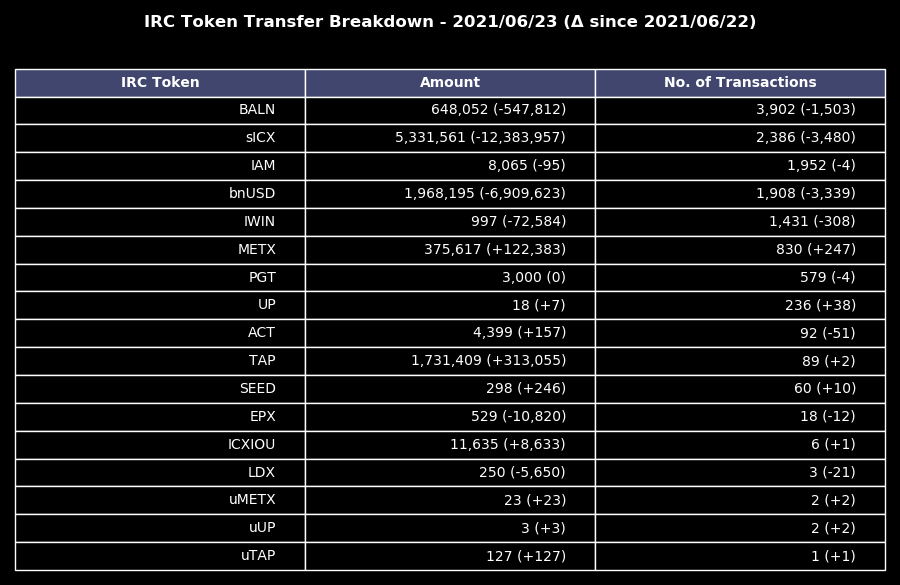 IRC Token Transfer Breakdown - 2021/06/23 (Δ since 2021/06/22)
IRC Token Amount No. of Transactions
BALN 648,052 (-547,812) 3,902 (-1,503)
sICX 5,331,561 (-12,383,957) 2,386 (-3,480)
IAM 8,065 (-95) 1,952 (-4)
bnUSD 1,968,195 (-6,909,623) 1,908 (-3,339)
IWIN 997 (-72,584) 1,431 (-308)
METX 375,617 (+122,383) 830 (+247)
PGT 3,000 (0) 579 (-4)
UP 18 (+7) 236 (+38)
ACT 4,399 (+157) 92 (-51)
TAP 1,731,409 (+313,055) 89 (+2)
SEED 298 (+246) 60 (+10)
EPX 529 (-10,820) 18 (-12)
ICXIOU 11,635 (+8,633) 6 (+1)
LDX 250 (-5,650) 3 (-21)
uMETX 23 (+23) 2 (+2)
uUP 3 (+3) 2 (+2)
uTAP 127 (+127) 1 (+1)